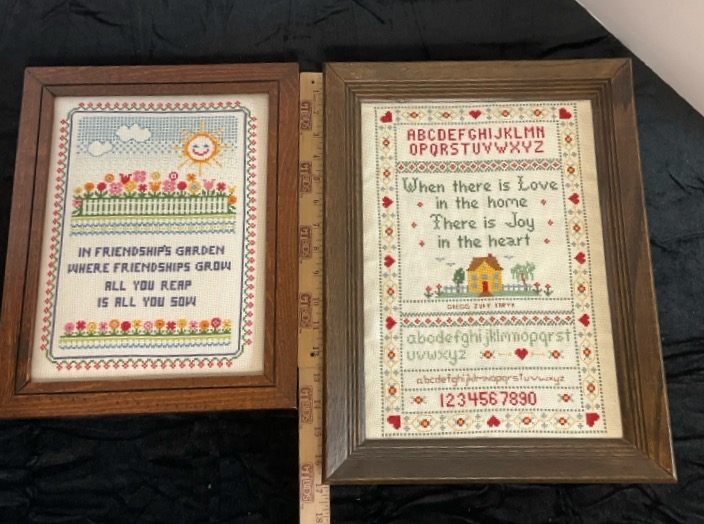 IN FRIENDSHIP'S GARDEN
WHERE FRIENDSHIPS GROW
ALL YOU REAP
IS ALL YOU SOW
ABCDEFGHIJKLMN
OPQRSTUVWXYZ
When there is Love
in the home
There is Joy
in the heart
abcdefghijklmnopqrst
uvwxyz
abcdefghijklmnopqrstuvwxyz
1234567890